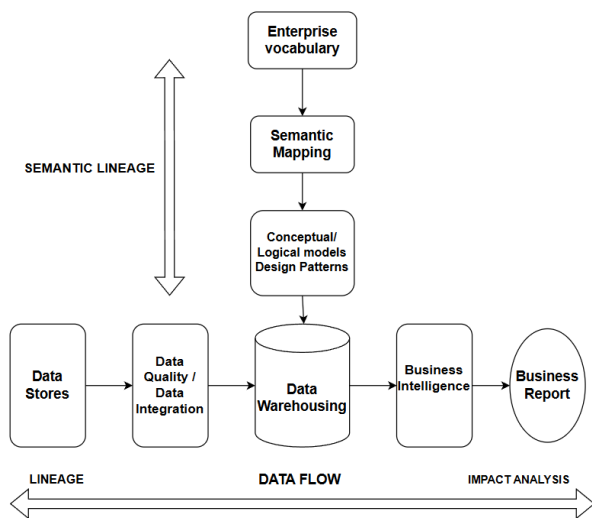 Enterprise
vocabulary
Semantic
Mapping
SEMANTIC LINEAGE
Conceptual/
Logical models
Design Patterns
Data
Stores
Data
Quality /
Data
Integration
Data
Warehousing
Business
Intelligence
Business
Report
LINEAGE
DATA FLOW
IMPACT ANALYSIS